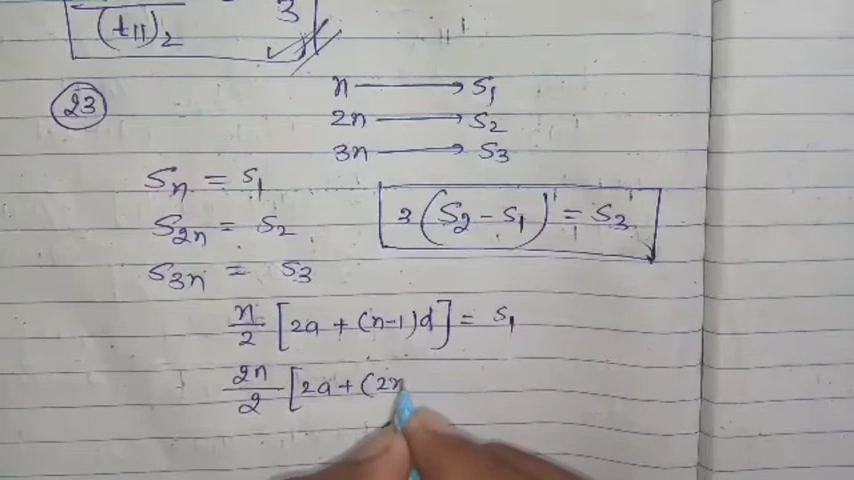 (t11)2 3
23
n → S1
2n → S2
3n → S3
Sn = S1
S2n = S2
3(S2 - S1) = S3
S3n = S3
n/2 [2a + (n-1)d] = S1
2n/2 [2a + (2n